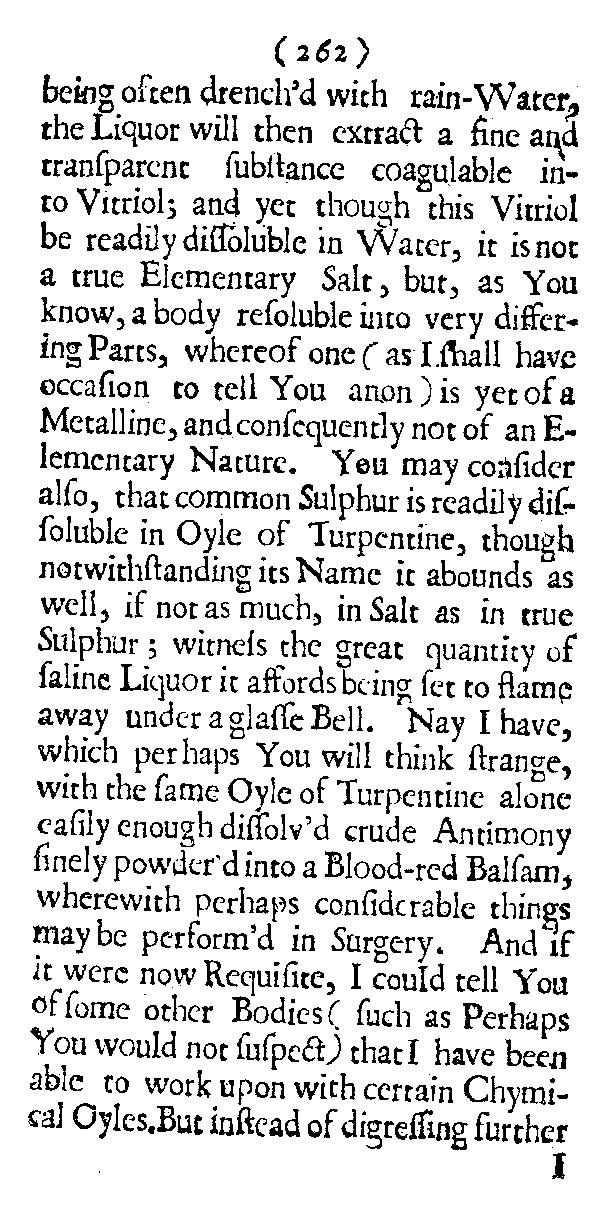 (262)
being often drench'd with rain-Water,
the Liquor will then extract a fine and
tranſparent ſubſtance coagulable in-
to Vitriol; and yet though this Vitriol
be readily diſſoluble in Water, it is not
a true Elementary Salt, but, as You
know, a body reſoluble into very differ-
ing Parts, whereof one (as I ſhall have
occaſion to tell You anon) is yet of a
Metalline, and conſequently not of an E-
lementary Nature. You may conſider
alſo, that common Sulphur is readily diſ-
ſoluble in Oyle of Turpentine, though
notwithſtanding its Name it abounds as
well, if not as much, in Salt as in true
Sulphur; witneſs the great quantity of
ſaline Liquor it affords being ſet to flame
away under a glaſſe Bell. Nay I have,
which perhaps You will think ſtrange,
with the ſame Oyle of Turpentine alone
eaſily enough diſſolv'd crude Antimony
finely powder'd into a Blood-red Balſam,
wherewith perhaps conſiderable things
may be perform'd in Surgery. And if
it were now Requiſite, I could tell You
of ſome other Bodies (ſuch as Perhaps
You would not ſuſpect) that I have been
able to work upon with certain Chymi-
cal Oyles. But inſtead of digreſſing further
I